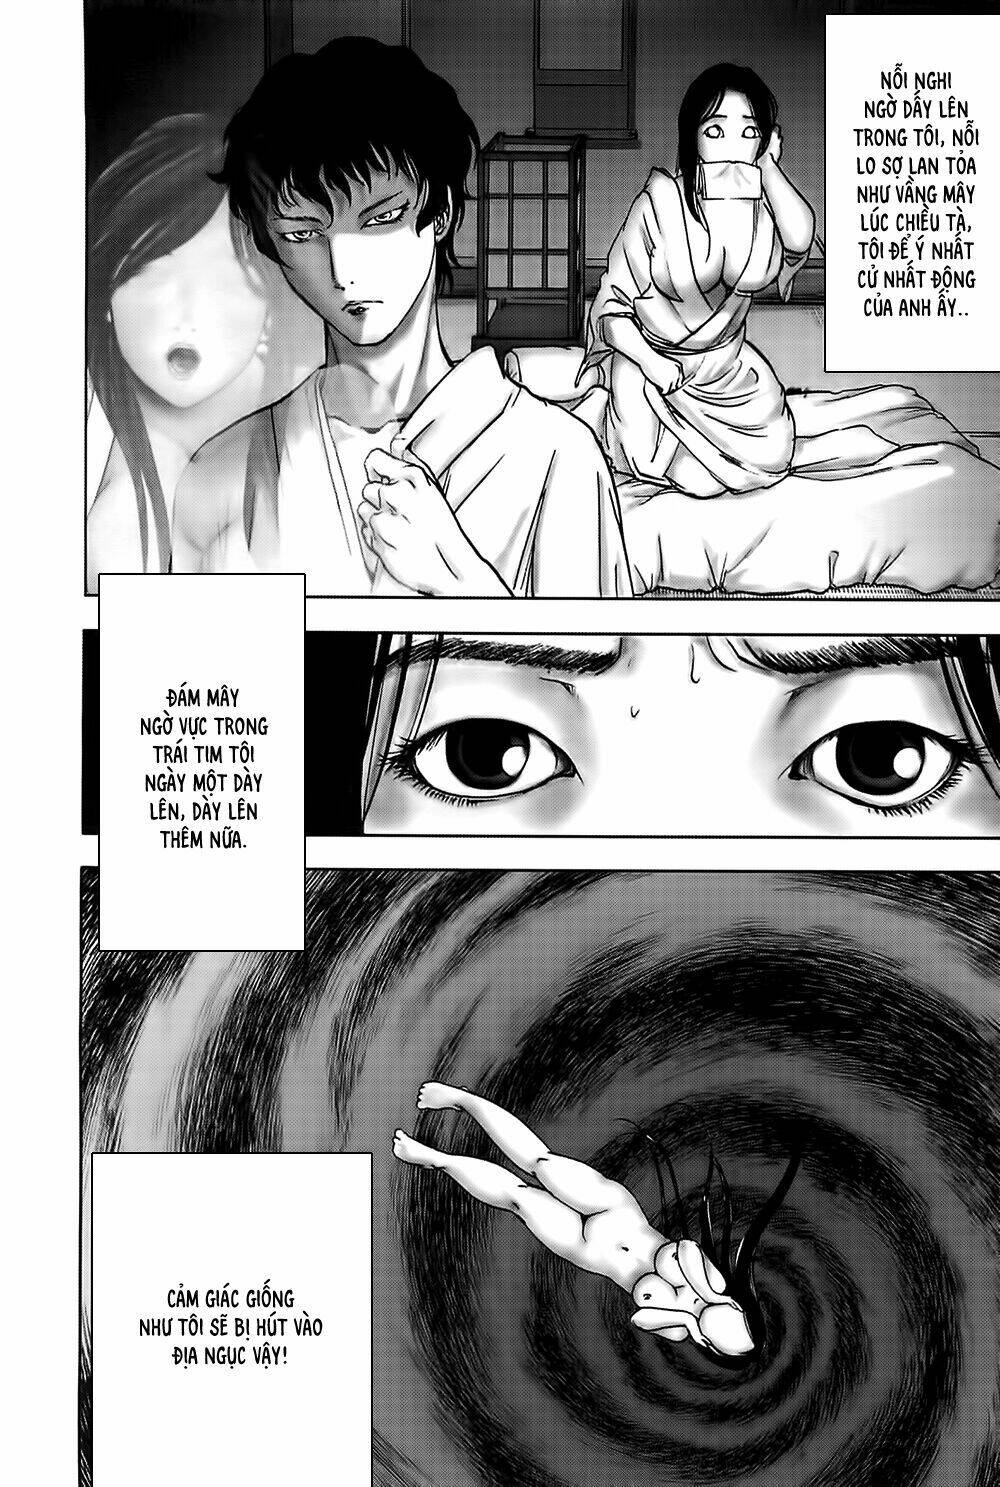 NỖI NGHI
NGỜ DẤY LÊN
TRONG TÔI, NỖI
LO SỢ LAN TỎA
NHƯ VẦNG MÂY
LÚC CHIỀU TÀ,
TÔI ĐỂ Ý NHẤT
CỬ NHẤT ĐỘNG
CỦA ANH ẤY..
ĐÁM MÂY
NGỜ VỰC TRONG
TRÁI TIM TÔI
NGÀY MỘT DÀY
LÊN, DÀY LÊN
THÊM NỮA.
CẢM GIÁC GIỐNG
NHƯ TÔI SẼ BỊ HÚT VÀO
ĐỊA NGỤC VẬY!